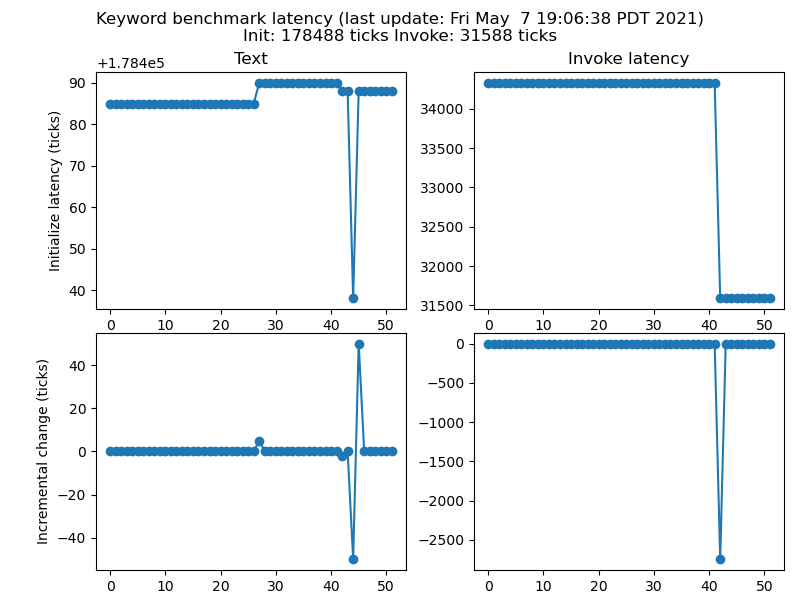 Keyword benchmark latency (last update: Fri May  7 19:06:38 PDT 2021)
Init: 178488 ticks Invoke: 31588 ticks
Text
Invoke latency
+1.784e5
Initialize latency (ticks)
90
80
70
60
50
40
0 10 20 30 40 50
34000
33500
33000
32500
32000
31500
0 10 20 30 40 50
Incremental change (ticks)
40
20
0
−20
−40
0 10 20 30 40 50
0
−500
−1000
−1500
−2000
−2500
0 10 20 30 40 50